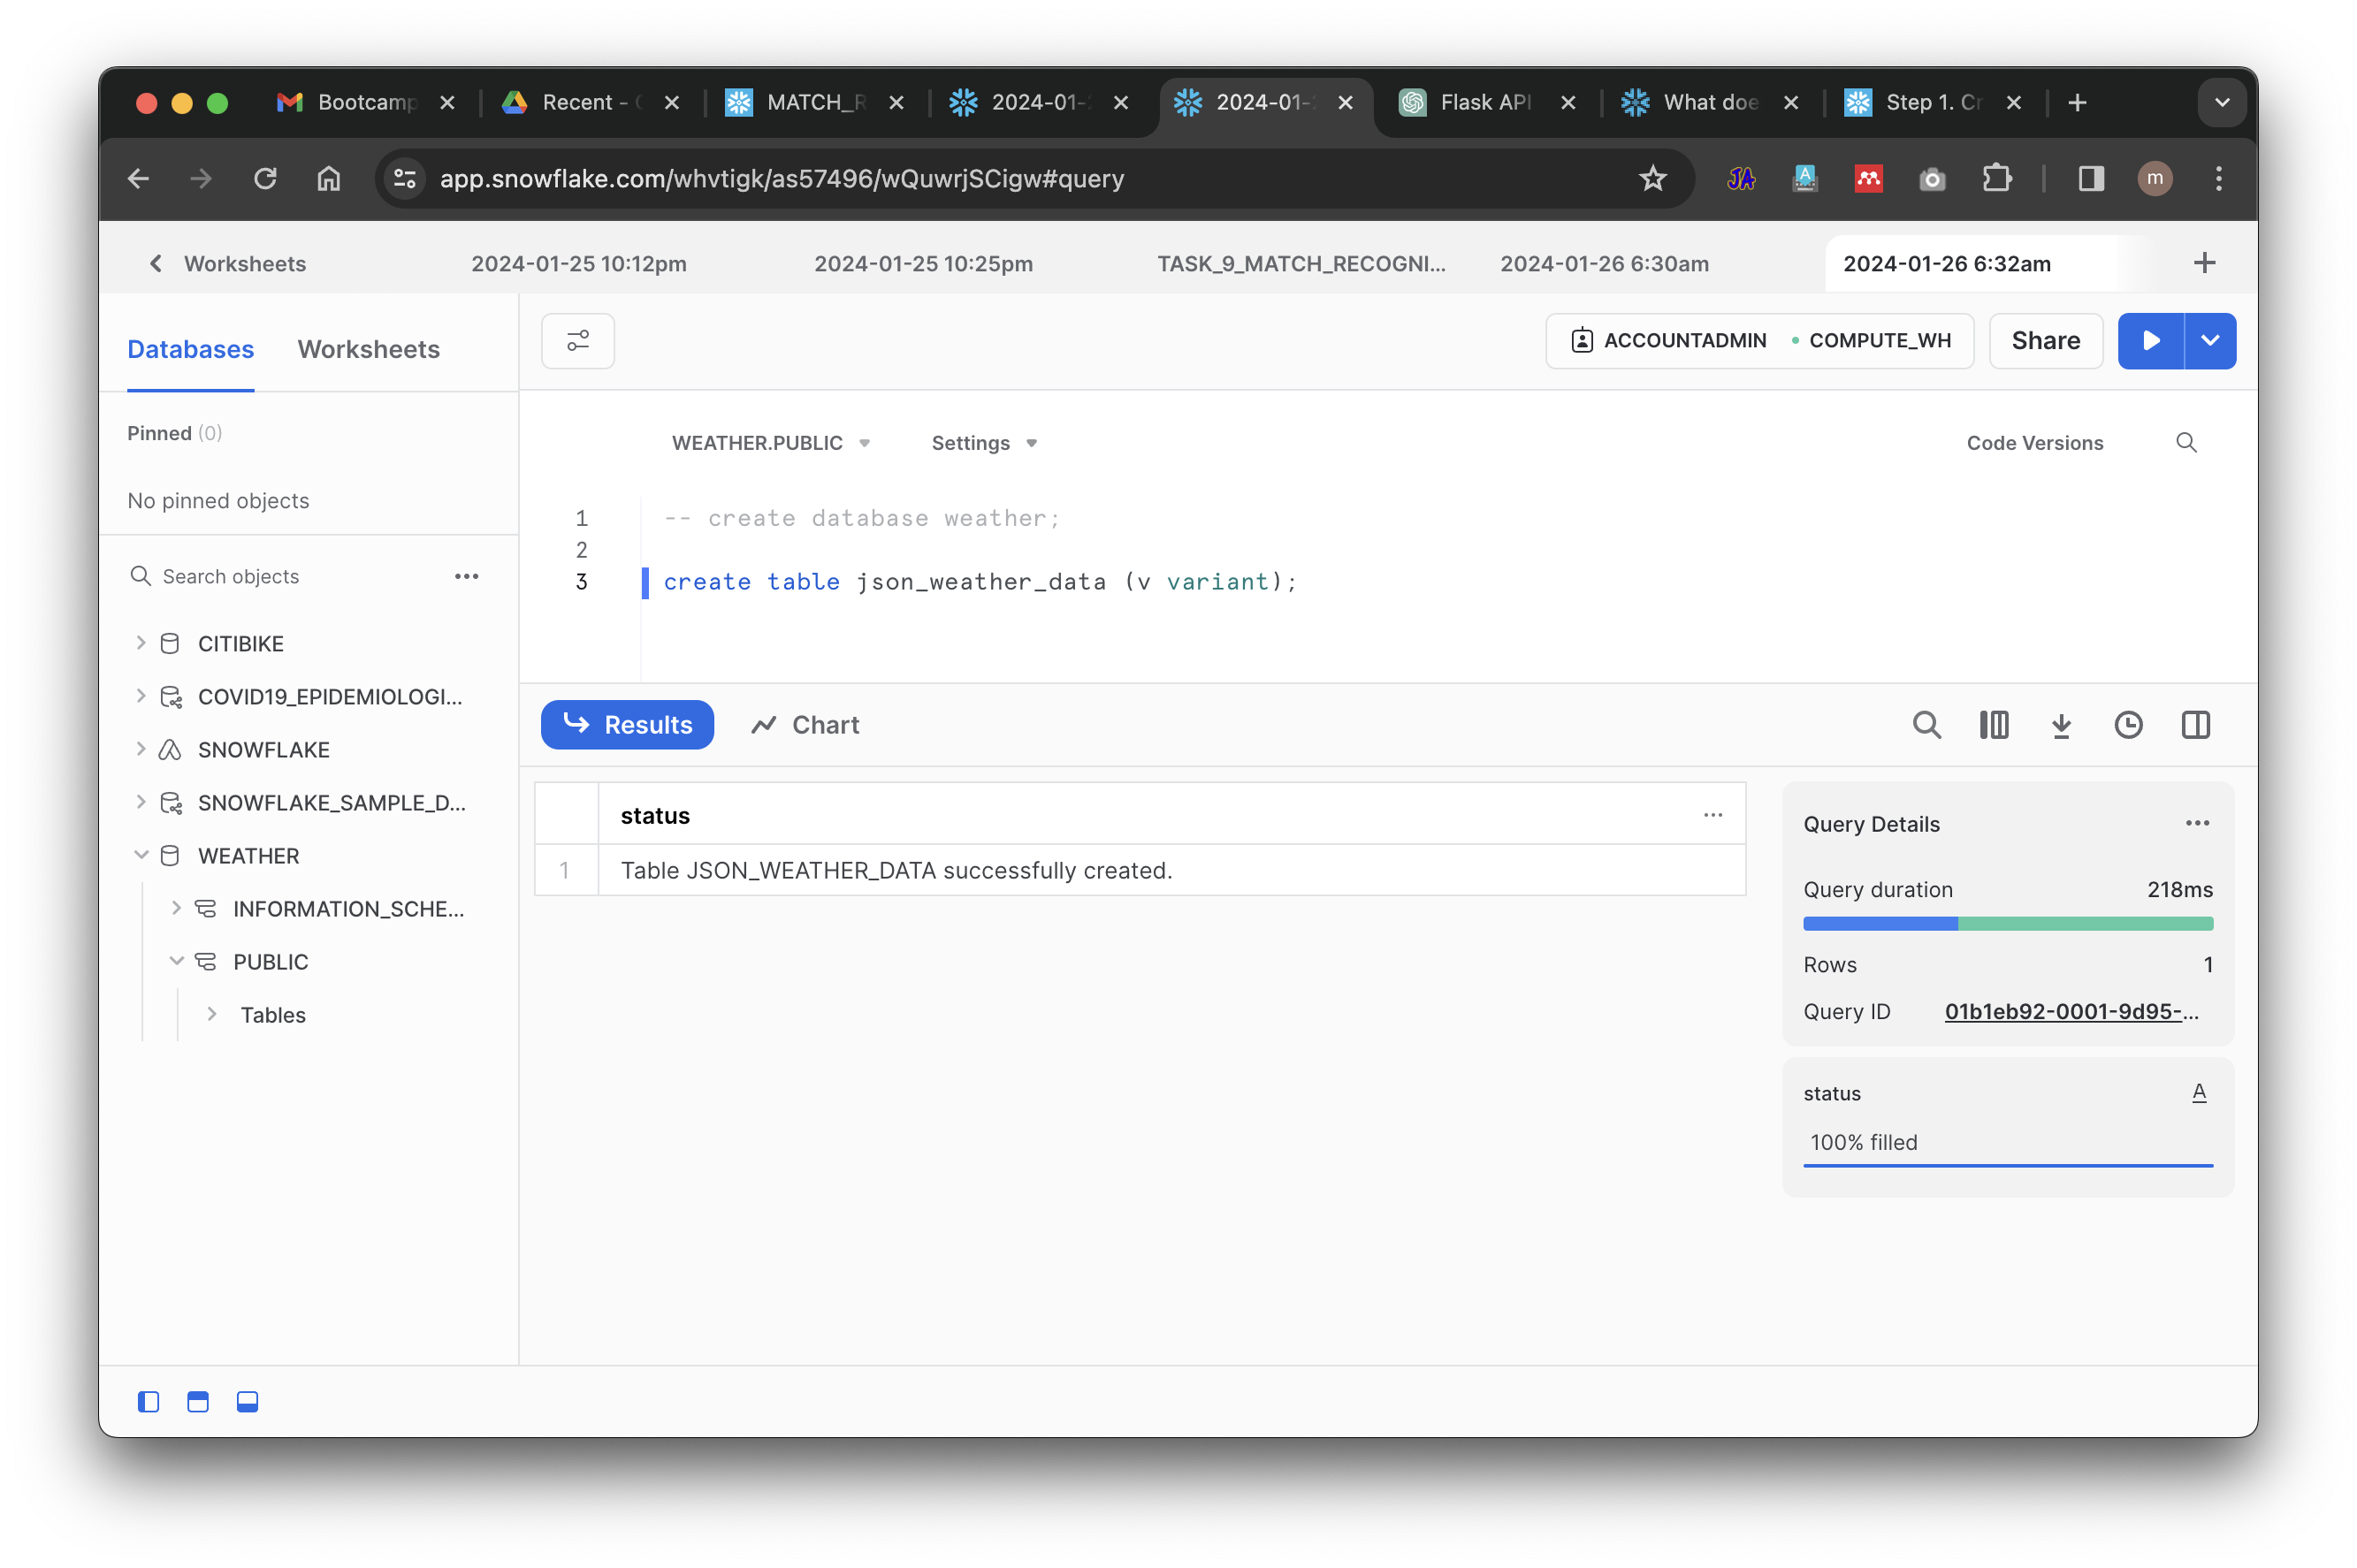 Bootcamp
Recent -
MATCH_R
2024-01-
2024-01-
Flask API
What doe
Step 1. Cr
app.snowflake.com/whvtigk/as57496/wQuwrjSCigw#query
JA
A
m
Worksheets
2024-01-25 10:12pm
2024-01-25 10:25pm
TASK_9_MATCH_RECOGNI...
2024-01-26 6:30am
2024-01-26 6:32am
Databases
Worksheets
ACCOUNTADMIN
COMPUTE_WH
Share
Pinned (0)
No pinned objects
Search objects
CITIBIKE
COVID19_EPIDEMIOLOGI...
SNOWFLAKE
SNOWFLAKE_SAMPLE_D...
WEATHER
INFORMATION_SCHE...
PUBLIC
Tables
WEATHER.PUBLIC
Settings
Code Versions
1 -- create database weather;
2
3 create table json_weather_data (v variant);
Results
Chart
status
1 Table JSON_WEATHER_DATA successfully created.
Query Details
Query duration 218ms
Rows 1
Query ID 01b1eb92-0001-9d95-...
status A
100% filled